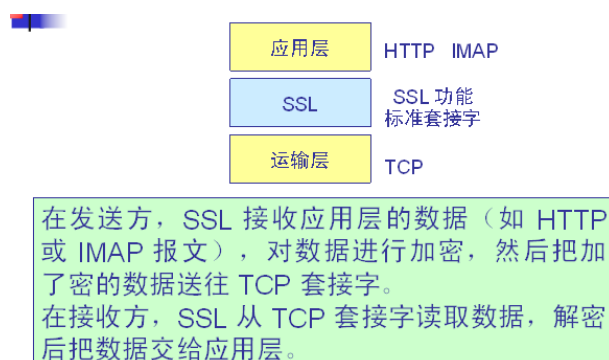 应用层 HTTP IMAP
SSL SSL 功能
标准套接字
运输层 TCP
在发送方，SSL 接收应用层的数据（如 HTTP
或 IMAP 报文），对数据进行加密，然后把加
了密的数据送往 TCP 套接字。
在接收方，SSL 从 TCP 套接字读取数据，解密
后把数据交给应用层。